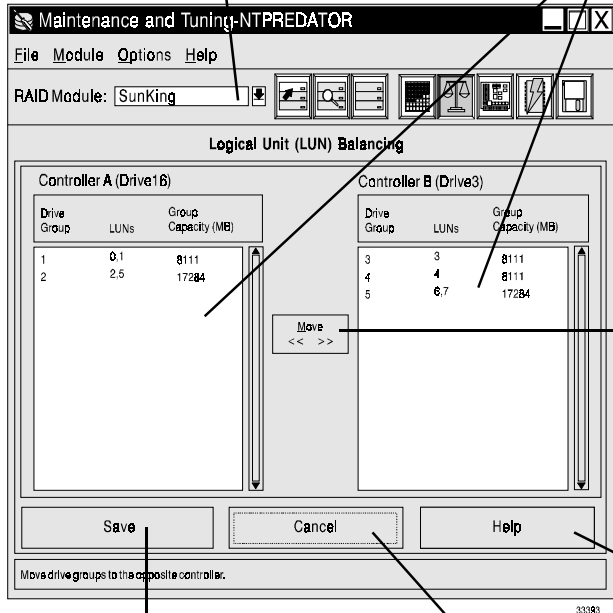 Maintenance and Tuning-NTPREDATOR
File Module Options Help
RAID Module: SunKing
Logical Unit (LUN) Balancing
Controller A (Drive16)
Drive Group LUNs Group Capacity (MB)
1 0,1 8111
2 2,5 17284
Move
<< >>
Controller B (Drive3)
Drive Group LUNs Group Capacity (MB)
3 3 8111
4 4 8111
5 6,7 17284
Save Cancel Help
Move drive groups to the opposite controller.
33393